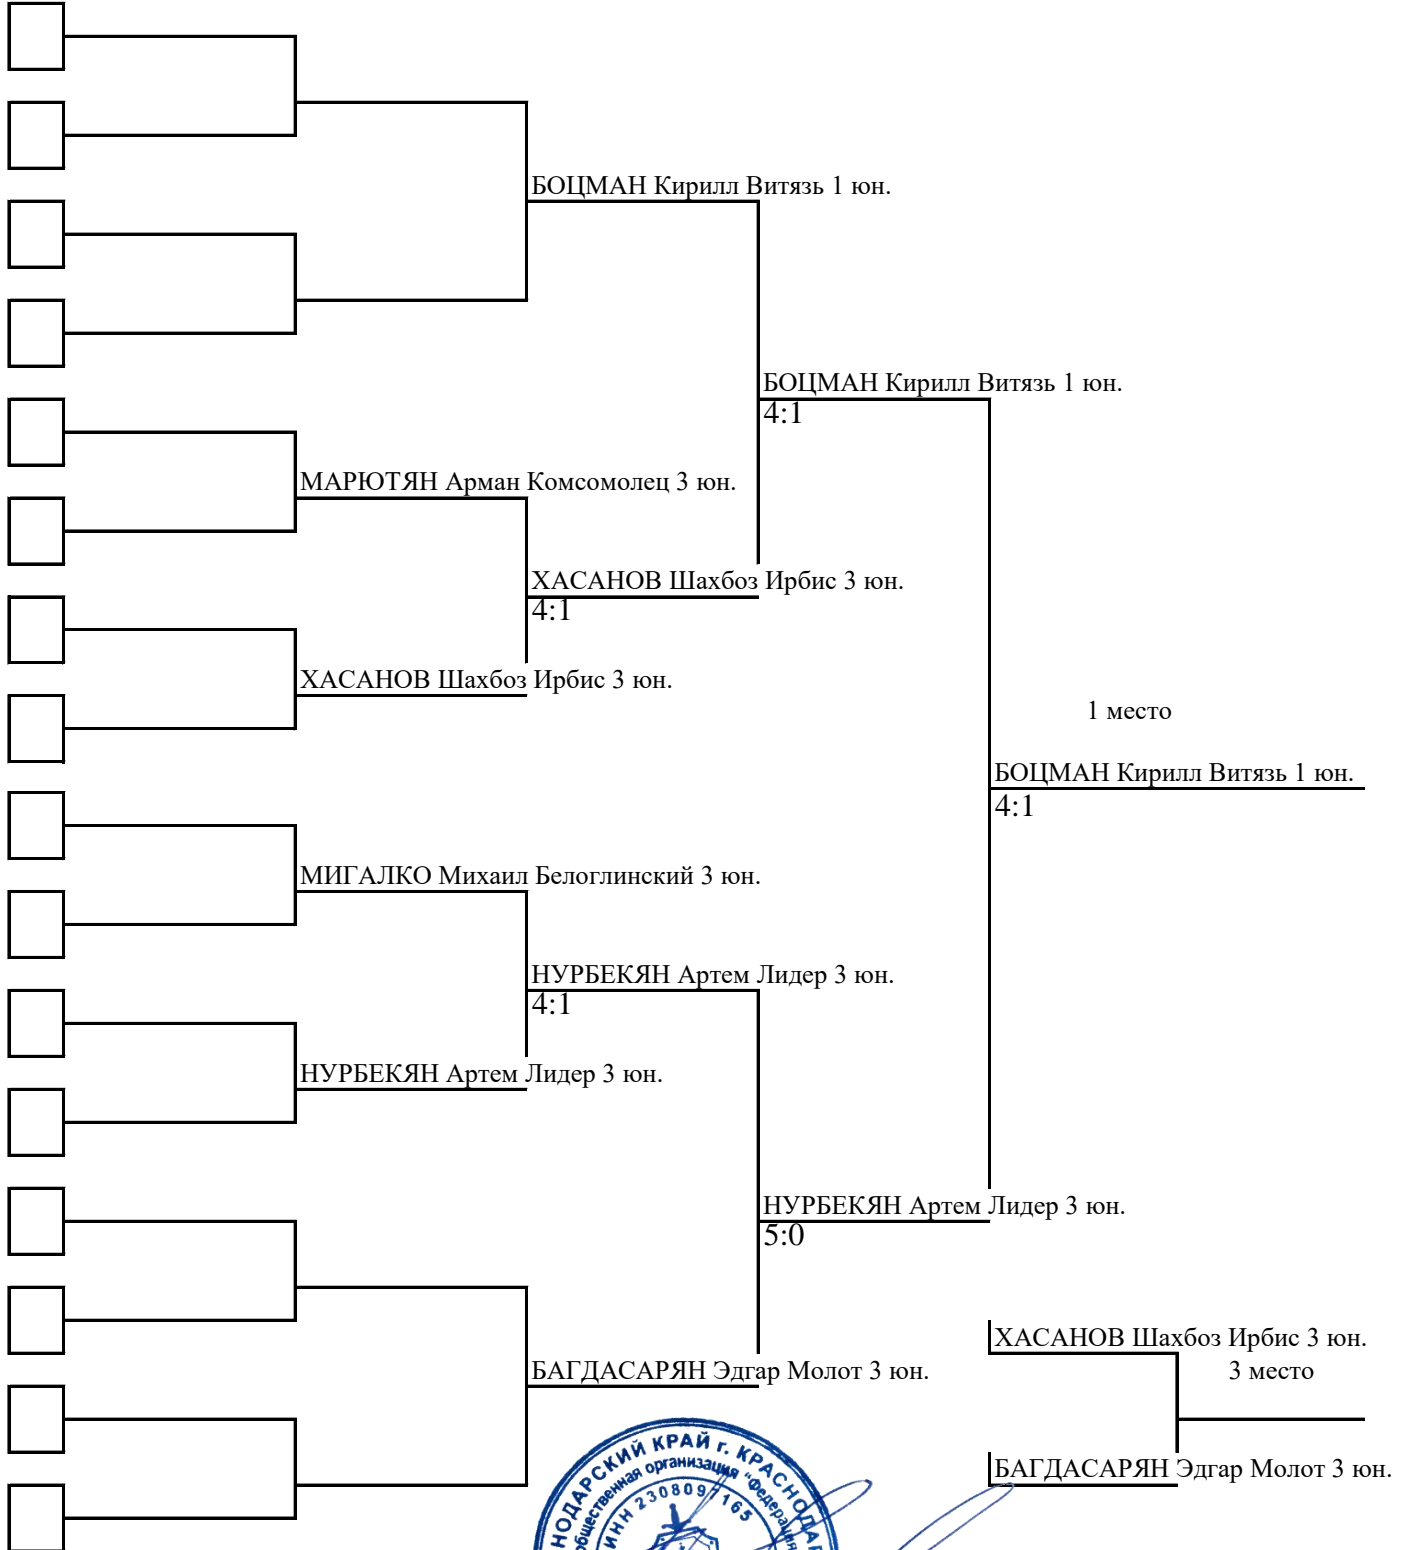 БОЦМАН Кирилл Витязь 1 юн.
БОЦМАН Кирилл Витязь 1 юн.
4:1
МАРЮТЯН Арман Комсомолец 3 юн.
ХАСАНОВ Шахбоз Ирбис 3 юн.
4:1
ХАСАНОВ Шахбоз Ирбис 3 юн.
1 место
БОЦМАН Кирилл Витязь 1 юн.
4:1
МИГАЛКО Михаил Белоглинский 3 юн.
НУРБЕКЯН Артем Лидер 3 юн.
4:1
НУРБЕКЯН Артем Лидер 3 юн.
НУРБЕКЯН Артем Лидер 3 юн.
5:0
ХАСАНОВ Шахбоз Ирбис 3 юн.
3 место
БАГДАСАРЯН Эдгар Молот 3 юн.
БАГДАСАРЯН Эдгар Молот 3 юн.
НОДАРСКИЙ КРАЙ г. КРАСНОДАР
общественная организация "Федерация
ИНН 2308097165